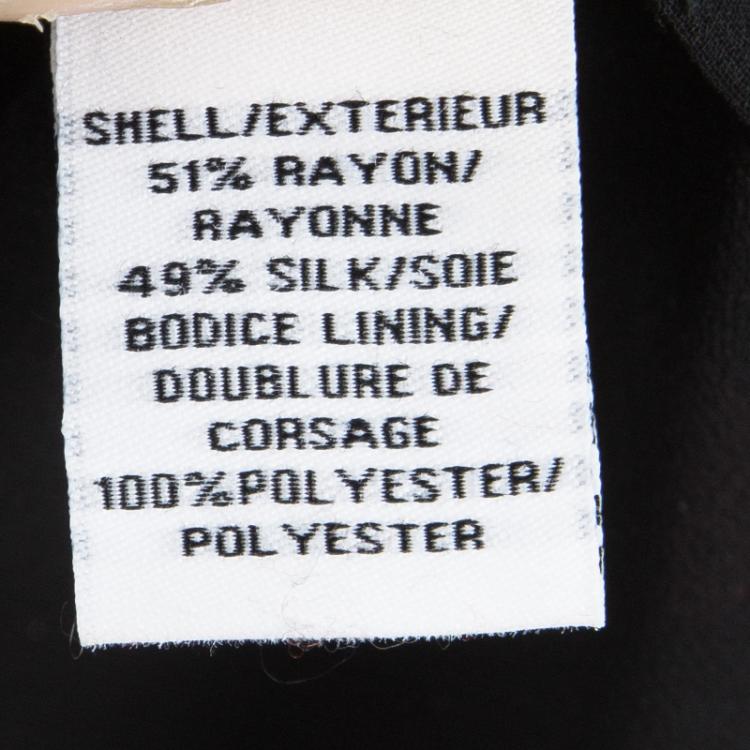 SHELL/EXTERIEUR
51% RAYON/
RAYONNE
49% SILK/SOIE
BODICE LINING/
DOUBLURE DE
CORSAGE
100%POLYESTER/
POLYESTER